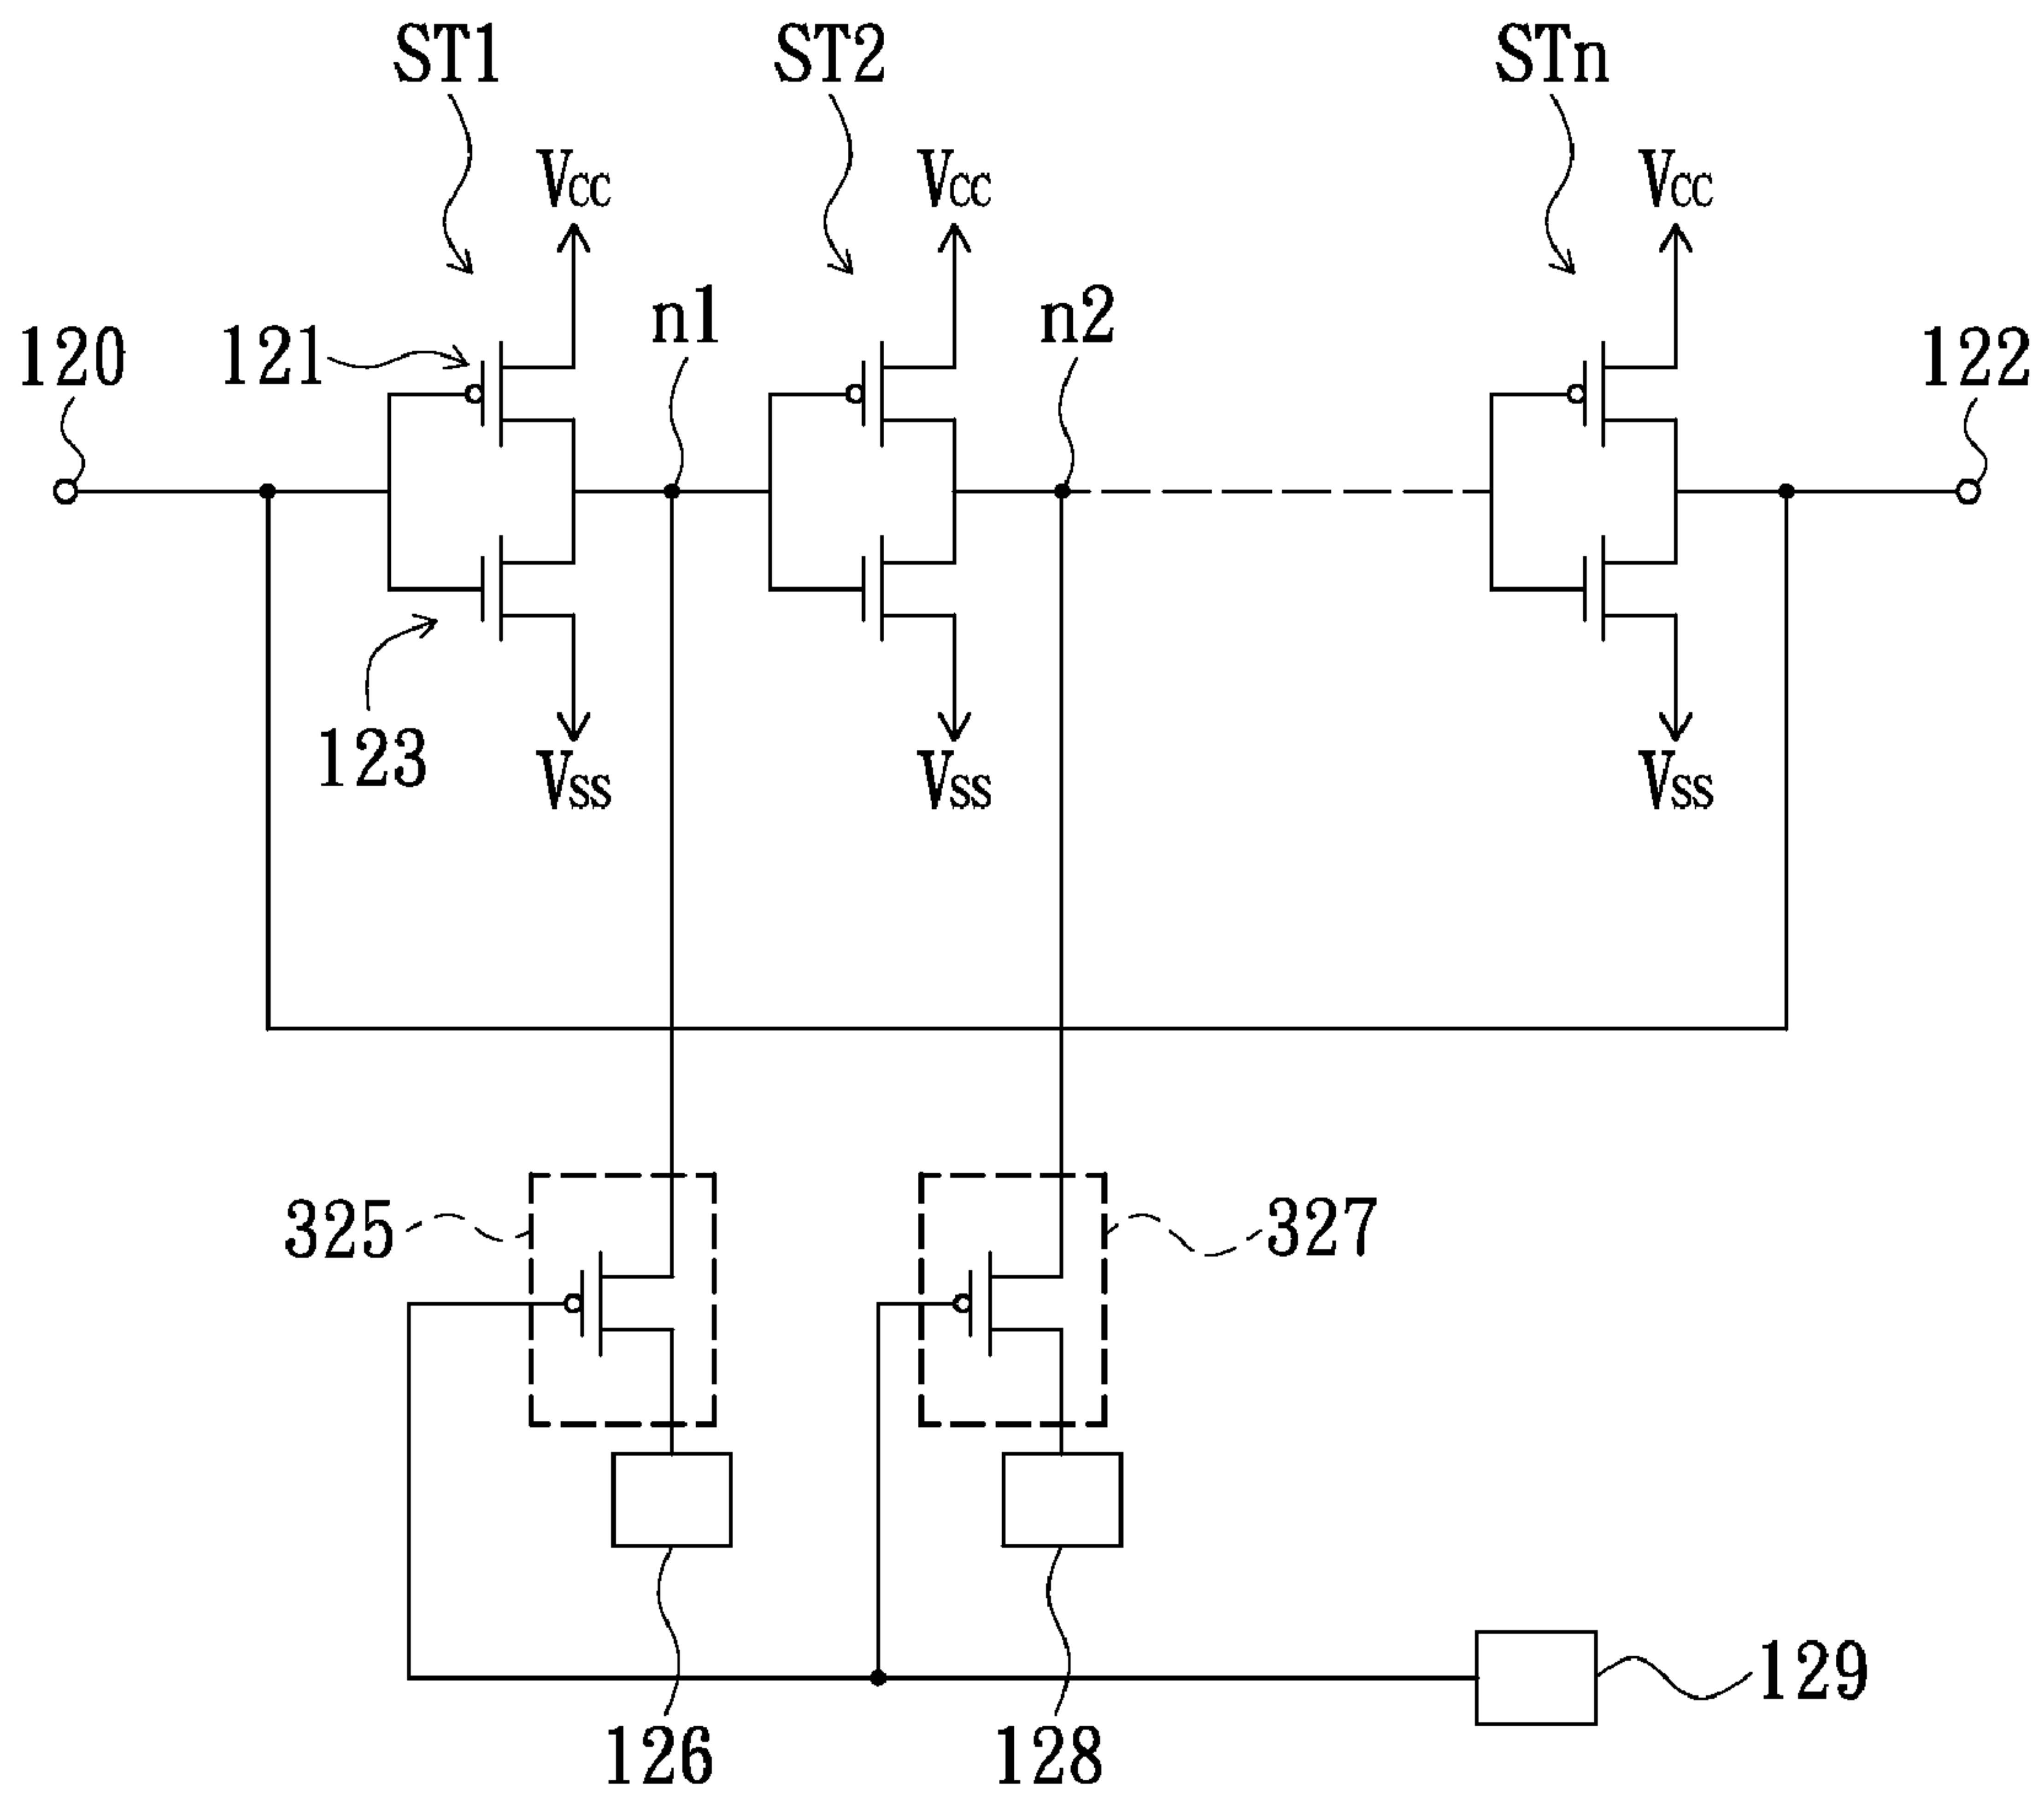 ST1 ST2 STn
VCC VCC VCC
n1 n2
120 121 122
123
VSS VSS VSS
325 327
129
126 128